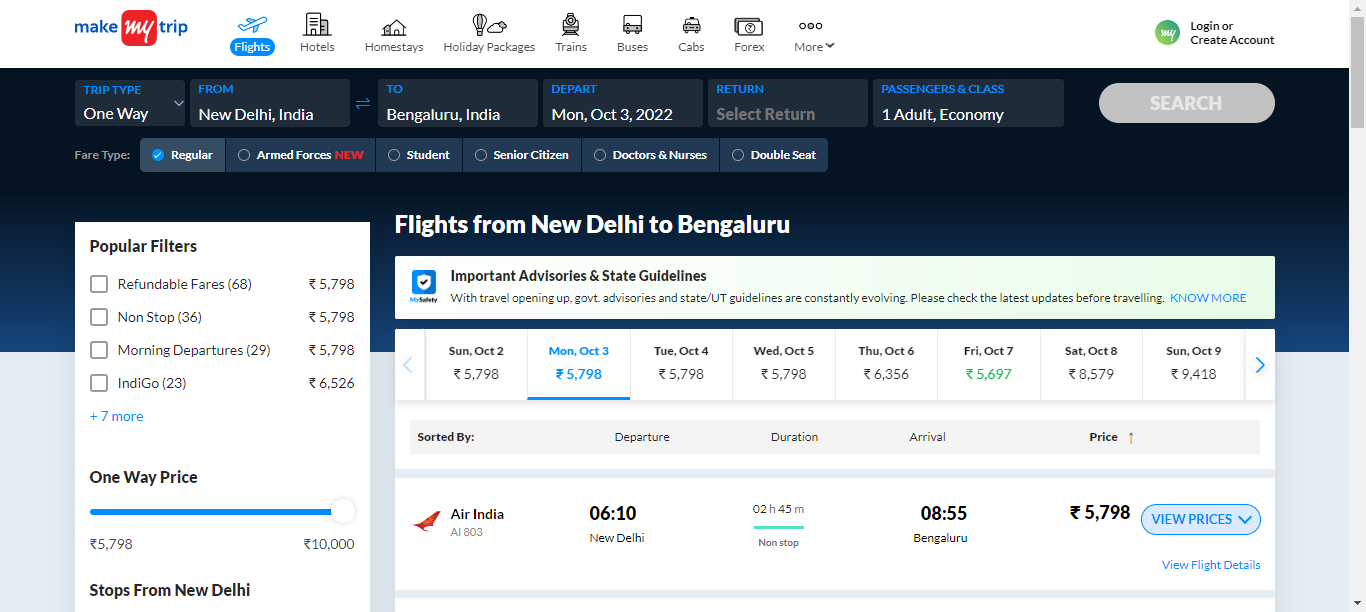 make my trip
Flights
Hotels
Homestays
Holiday Packages
Trains
Buses
Cabs
Forex
More
my
Login or
Create Account
TRIP TYPE
One Way
FROM
New Delhi, India
TO
Bengaluru, India
DEPART
Mon, Oct 3, 2022
RETURN
Select Return
PASSENGERS & CLASS
1 Adult, Economy
SEARCH
Fare Type:
Regular
Armed Forces NEW
Student
Senior Citizen
Doctors & Nurses
Double Seat
Popular Filters
Refundable Fares (68) ₹ 5,798
Non Stop (36) ₹ 5,798
Morning Departures (29) ₹ 5,798
IndiGo (23) ₹ 6,526
+ 7 more
One Way Price
₹5,798 ₹10,000
Stops From New Delhi
Flights from New Delhi to Bengaluru
MySafety
Important Advisories & State Guidelines
With travel opening up, govt. advisories and state/UT guidelines are constantly evolving. Please check the latest updates before travelling. KNOW MORE
Sun, Oct 2
₹ 5,798
Mon, Oct 3
₹ 5,798
Tue, Oct 4
₹ 5,798
Wed, Oct 5
₹ 5,798
Thu, Oct 6
₹ 6,356
Fri, Oct 7
₹ 5,697
Sat, Oct 8
₹ 8,579
Sun, Oct 9
₹ 9,418
Sorted By: Departure Duration Arrival Price ↑
Air India
AI 803
06:10
New Delhi
02 h 45 m
Non stop
08:55
Bengaluru
₹ 5,798
VIEW PRICES
View Flight Details